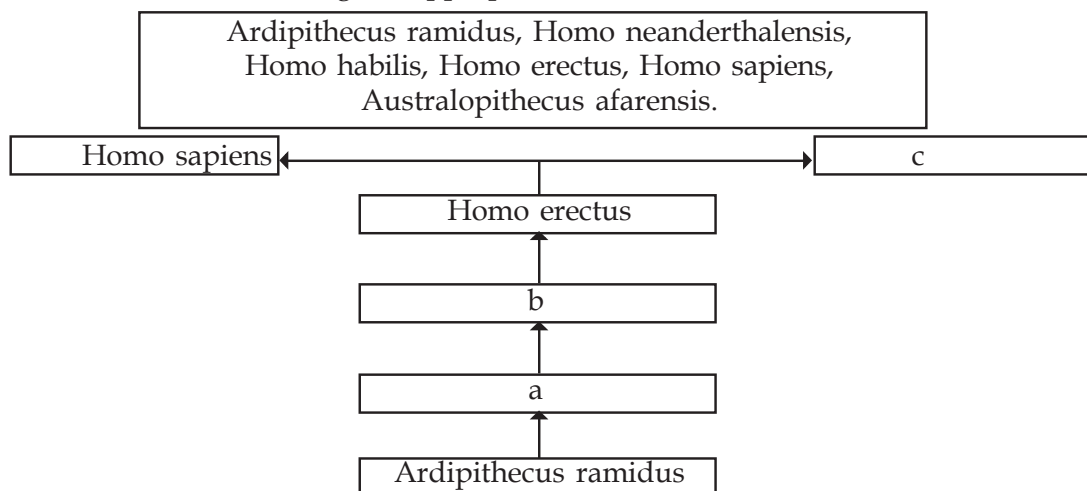 Ardipithecus ramidus, Homo neanderthalensis,
Homo habilis, Homo erectus, Homo sapiens,
Australopithecus afarensis.
Homo sapiens
c
Homo erectus
b
a
Ardipithecus ramidus